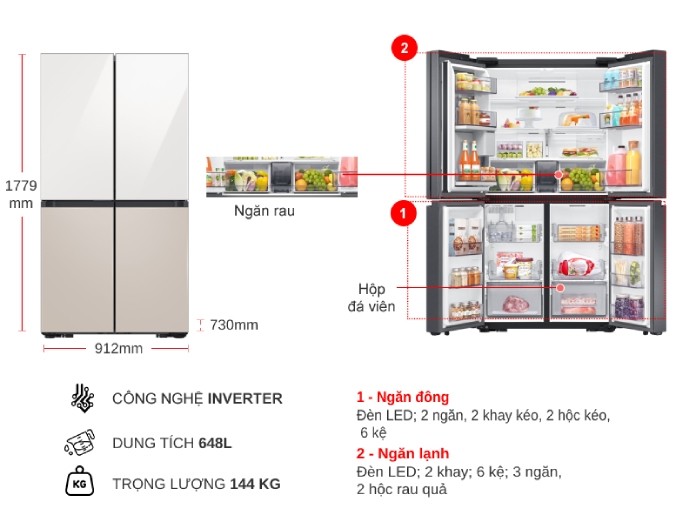 2
1779
mm
Ngăn rau
1
Hộp
đá viên
730mm
912mm
CÔNG NGHỆ INVERTER
DUNG TÍCH 648L
KG
TRỌNG LƯỢNG 144 KG
1 - Ngăn đông
Đèn LED; 2 ngăn, 2 khay kéo, 2 hộc kéo,
6 kệ
2 - Ngăn lạnh
Đèn LED; 2 khay; 6 kệ; 3 ngăn,
2 hộc rau quả